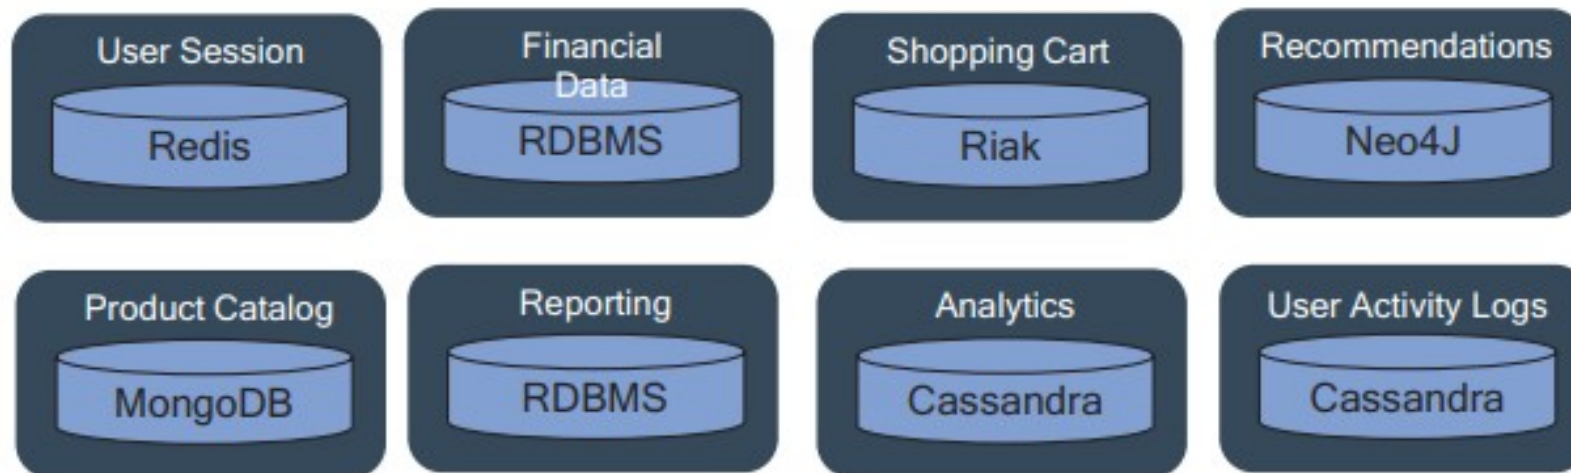 User Session
Redis
Financial
Data
RDBMS
Shopping Cart
Riak
Recommendations
Neo4J
Product Catalog
MongoDB
Reporting
RDBMS
Analytics
Cassandra
User Activity Logs
Cassandra